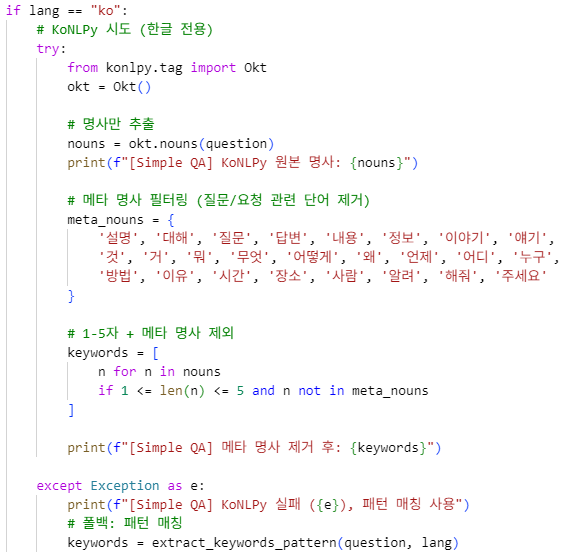 if lang == "ko":
    # KoNLPy 시도 (한글 전용)
    try:
        from konlpy.tag import Okt
        okt = Okt()

        # 명사만 추출
        nouns = okt.nouns(question)
        print(f"[Simple QA] KoNLPy 원본 명사: {nouns}")

        # 메타 명사 필터링 (질문/요청 관련 단어 제거)
        meta_nouns = {
            '설명', '대해', '질문', '답변', '내용', '정보', '이야기', '얘기',
            '것', '거', '뭐', '무엇', '어떻게', '왜', '언제', '어디', '누구',
            '방법', '이유', '시간', '장소', '사람', '알려', '해줘', '주세요'
        }

        # 1-5자 + 메타 명사 제외
        keywords = [
            n for n in nouns
            if 1 <= len(n) <= 5 and n not in meta_nouns
        ]

        print(f"[Simple QA] 메타 명사 제거 후: {keywords}")

    except Exception as e:
        print(f"[Simple QA] KoNLPy 실패 ({e}), 패턴 매칭 사용")
        # 폴백: 패턴 매칭
        keywords = extract_keywords_pattern(question, lang)